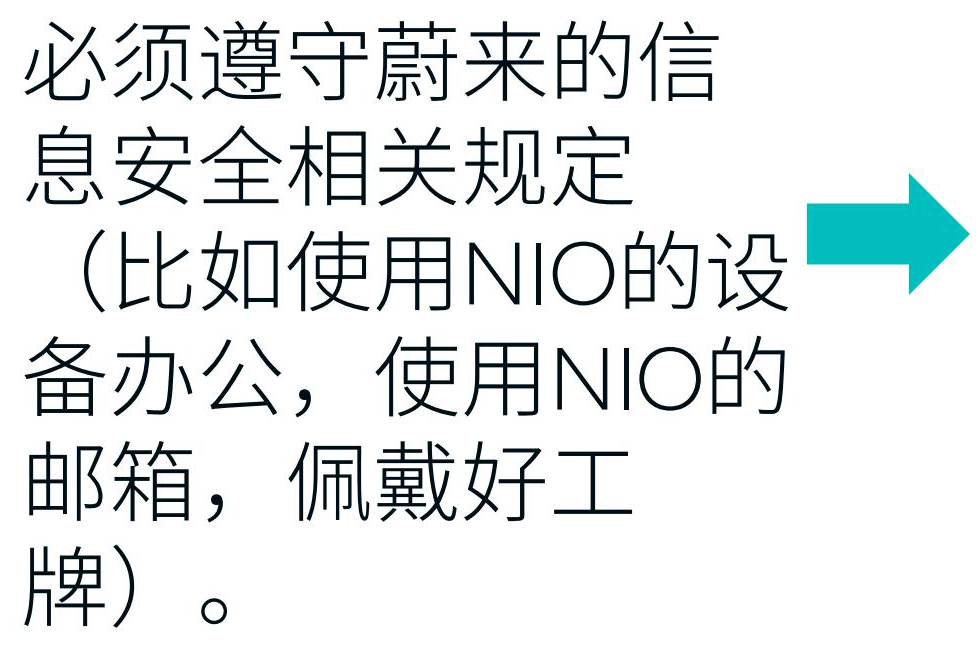 必须遵守蔚来的信
息安全相关规定
（比如使用NIO的设
备办公，使用NIO的
邮箱，佩戴好工
牌）。